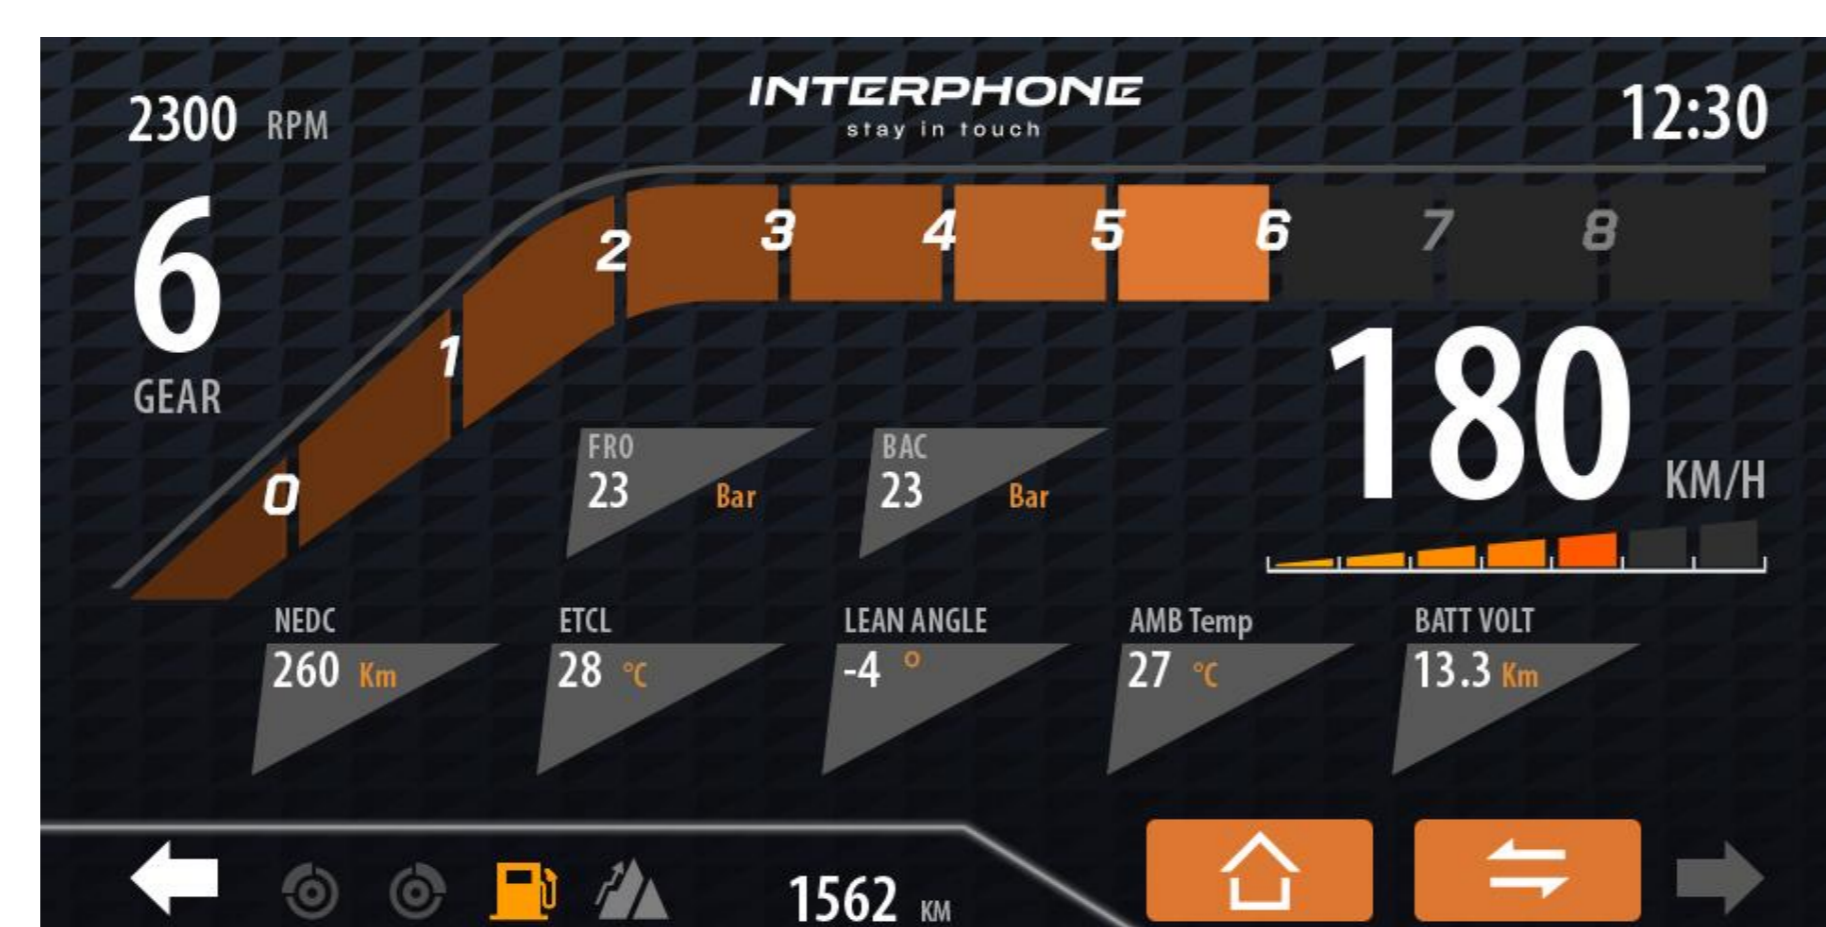 2300 RPM
INTERPHONE
stay in touch
12:30
6
GEAR
0 1 2 3 4 5 6 7 8
180 KM/H
FRO
23 Bar
BAC
23 Bar
NEDC
260 Km
ETCL
28 °C
LEAN ANGLE
-4 °
AMB Temp
27 °C
BATT VOLT
13.3 Km
1562 KM